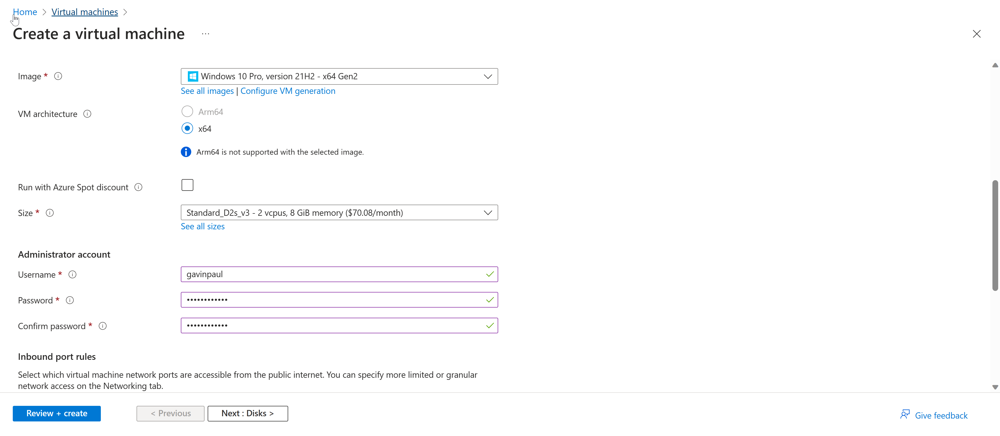 Home > Virtual machines >
Create a virtual machine ...
Image *
Windows 10 Pro, version 21H2 - x64 Gen2
See all images | Configure VM generation
VM architecture
Arm64
x64
Arm64 is not supported with the selected image.
Run with Azure Spot discount
Size *
Standard_D2s_v3 - 2 vcpus, 8 GiB memory ($70.08/month)
See all sizes
Administrator account
Username *
gavinpaul
Password *
••••••••••••
Confirm password *
••••••••••••
Inbound port rules
Select which virtual machine network ports are accessible from the public internet. You can specify more limited or granular
network access on the Networking tab.
Review + create
< Previous
Next : Disks >
Give feedback